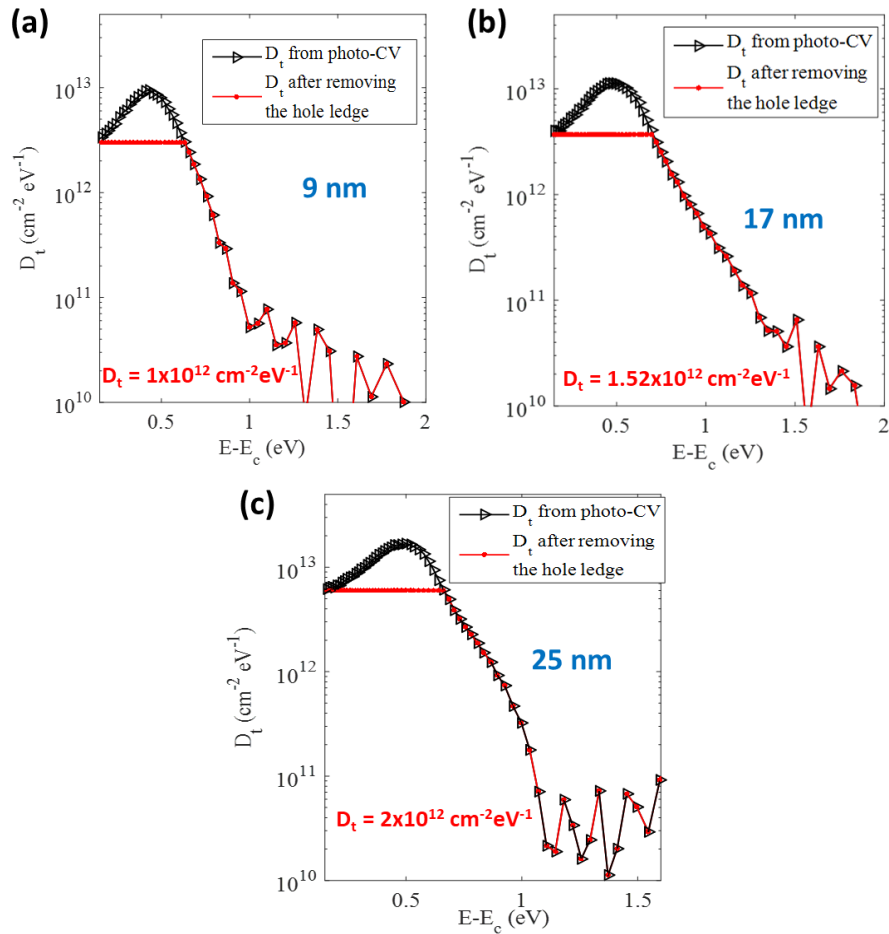 (a)
D_t from photo-CV
D_t after removing
the hole ledge
10^13
10^12
10^11
10^10
D_t (cm^-2 eV^-1)
9 nm
D_t = 1x10^12 cm^-2eV^-1
0.5 1 1.5 2
E-E_c (eV)
(b)
D_t from photo-CV
D_t after removing
the hole ledge
10^13
10^12
10^11
10^10
D_t (cm^-2 eV^-1)
17 nm
D_t = 1.52x10^12 cm^-2eV^-1
0.5 1 1.5 2
E-E_c (eV)
(c)
D_t from photo-CV
D_t after removing
the hole ledge
10^13
10^12
10^11
10^10
D_t (cm^-2 eV^-1)
25 nm
D_t = 2x10^12 cm^-2eV^-1
0.5 1 1.5
E-E_c (eV)